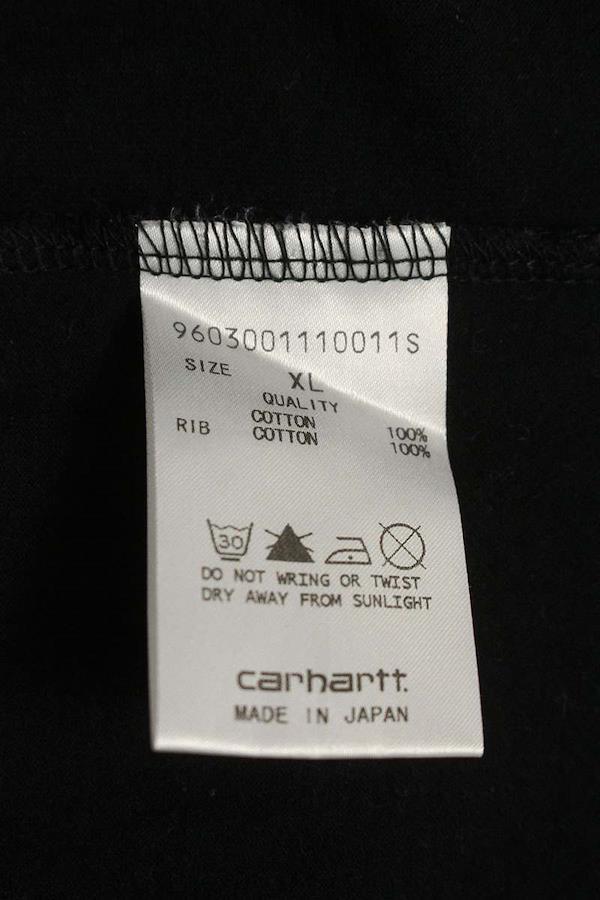 9603001110011S
SIZE XL
QUALITY
COTTON 100%
RIB COTTON 100%
30
DO NOT WRING OR TWIST
DRY AWAY FROM SUNLIGHT
carhartt.
MADE IN JAPAN